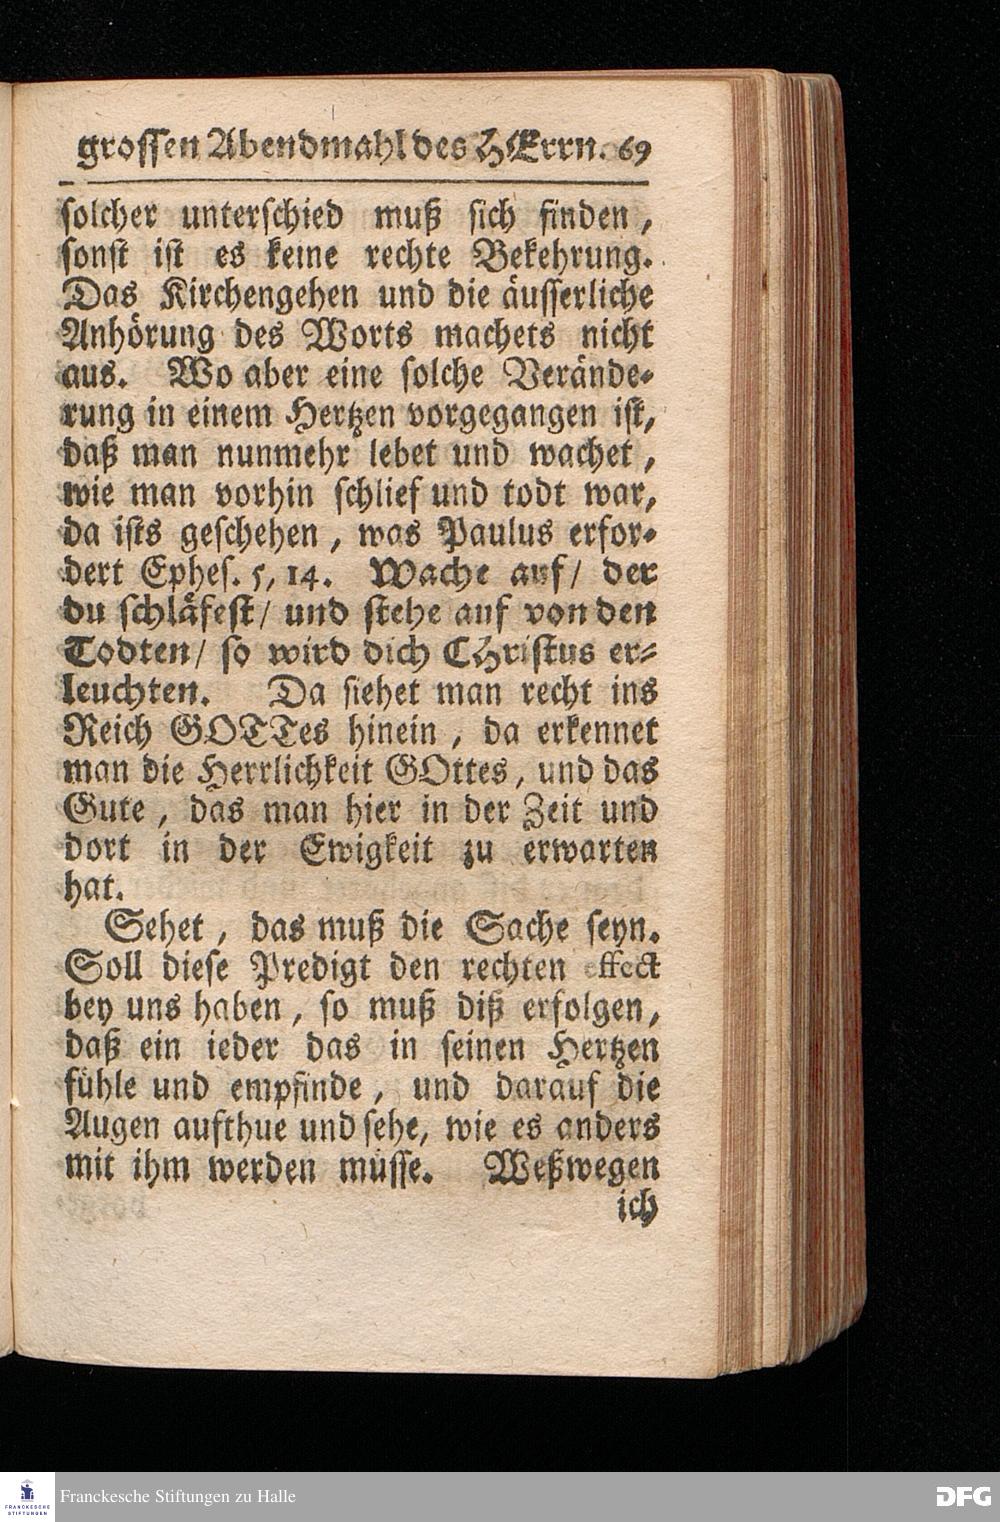 grossen Abendmahl des HErrn. 69
solcher unterschied muß sich finden,
sonst ist es keine rechte Bekehrung.
Das Kirchengehen und die äusserliche
Anhörung des Worts machets nicht
aus. Wo aber eine solche Verände-
rung in einem Hertzen vorgegangen ist,
daß man nunmehr lebet und wachet,
wie man vorhin schlief und todt war,
da ists geschehen, was Paulus erfor-
dert Ephes. 5, 14. Wache auf/ der
du schläfest/ und stehe auf von den
Todten/ so wird dich CHristus er-
leuchten. Da siehet man recht ins
Reich GOTTes hinein, da erkennet
man die Herrlichkeit GOttes, und das
Gute, das man hier in der Zeit und
dort in der Ewigkeit zu erwarten
hat.
Sehet, das muß die Sache seyn.
Soll diese Predigt den rechten effect
bey uns haben, so muß diß erfolgen,
daß ein ieder das in seinen Hertzen
fühle und empfinde, und darauf die
Augen aufthue und sehe, wie es anders
mit ihm werden müsse. Weßwegen
ich
FRANCKESCHE
STIFTUNGEN
Franckesche Stiftungen zu Halle
DFG